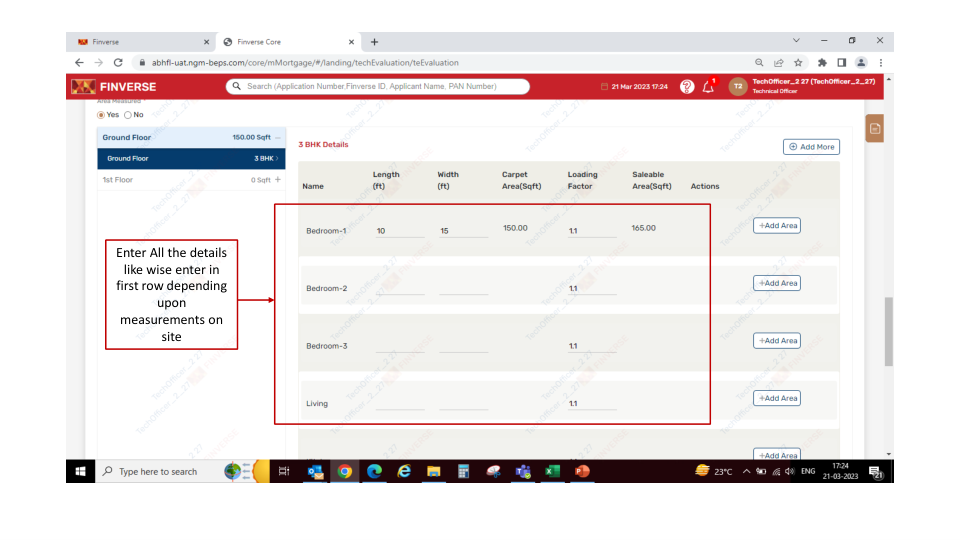 Finverse
Finverse Core
abhfl-uat.ngm-beps.com/core/mMortgage/#/landing/techEvaluation/teEvaluation
FINVERSE
Search (Application Number,Finverse ID, Applicant Name, PAN Number)
21 Mar 2023 17:24
1
T2
TechOfficer_2 27 (TechOfficer_2_27)
Technical Officer
Area Measured *
Yes No
Ground Floor 150.00 Sqft
Ground Floor 3 BHK
1st Floor 0 Sqft +
3 BHK Details
Add More
Name
Length (ft)
Width (ft)
Carpet Area(Sqft)
Loading Factor
Saleable Area(Sqft)
Actions
Bedroom-1 10 15 150.00 1.1 165.00 +Add Area
Bedroom-2 1.1 +Add Area
Bedroom-3 1.1 +Add Area
Living 1.1 +Add Area
+Add Area
Enter All the details
like wise enter in
first row depending
upon
measurements on
site
Type here to search
23°C
ENG
17:24
21-03-2023
21